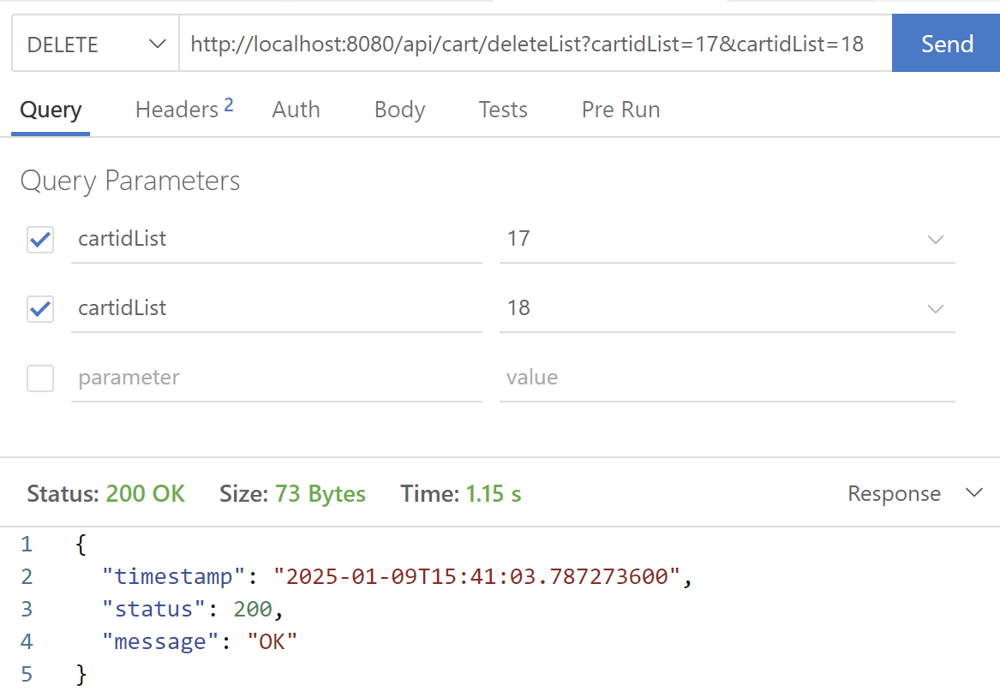 DELETE http://localhost:8080/api/cart/deleteList?cartidList=17&cartidList=18 Send
Query Headers 2 Auth Body Tests Pre Run
Query Parameters
cartidList 17
cartidList 18
parameter value
Status: 200 OK Size: 73 Bytes Time: 1.15 s Response
1 {
2 "timestamp": "2025-01-09T15:41:03.787273600",
3 "status": 200,
4 "message": "OK"
5 }